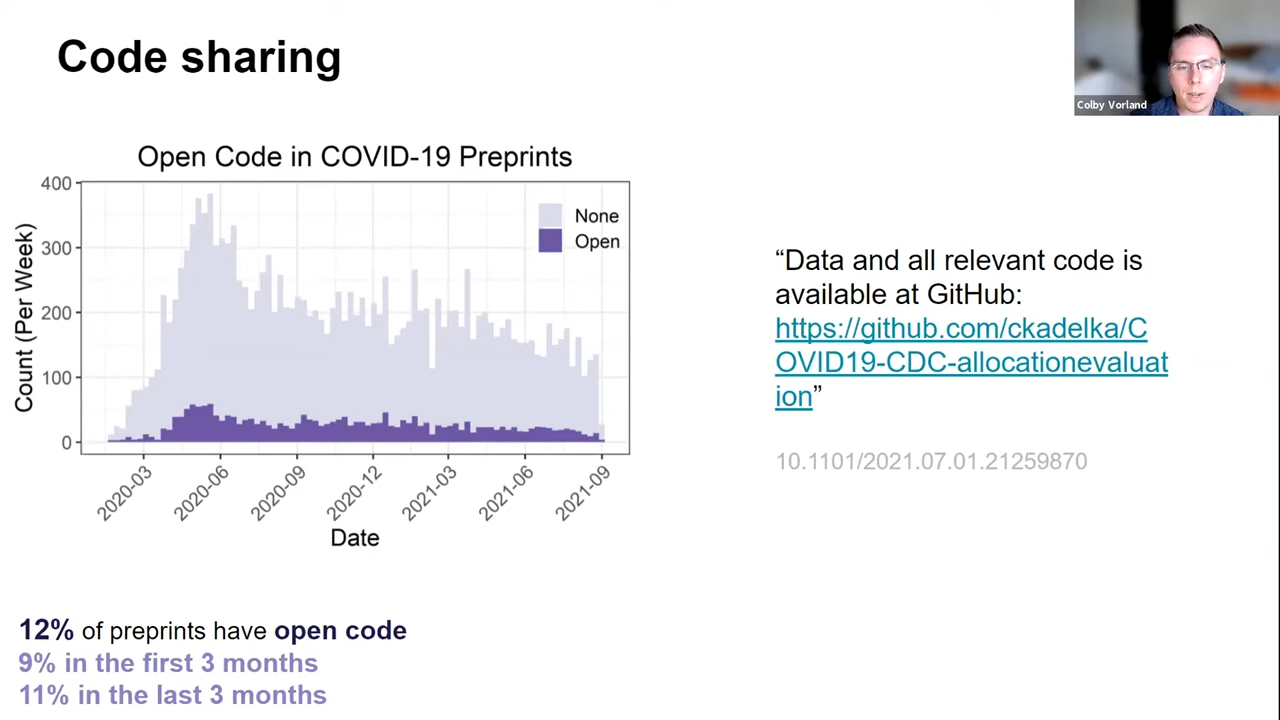 Code sharing
Colby Vorland
Open Code in COVID-19 Preprints
400
300
200
100
0
Count (Per Week)
None
Open
2020-03
2020-06
2020-09
2020-12
2021-03
2021-06
2021-09
Date
“Data and all relevant code is
available at GitHub:
https://github.com/ckadelka/C
OVID19-CDC-allocationevaluat
ion”
10.1101/2021.07.01.21259870
12% of preprints have open code
9% in the first 3 months
11% in the last 3 months